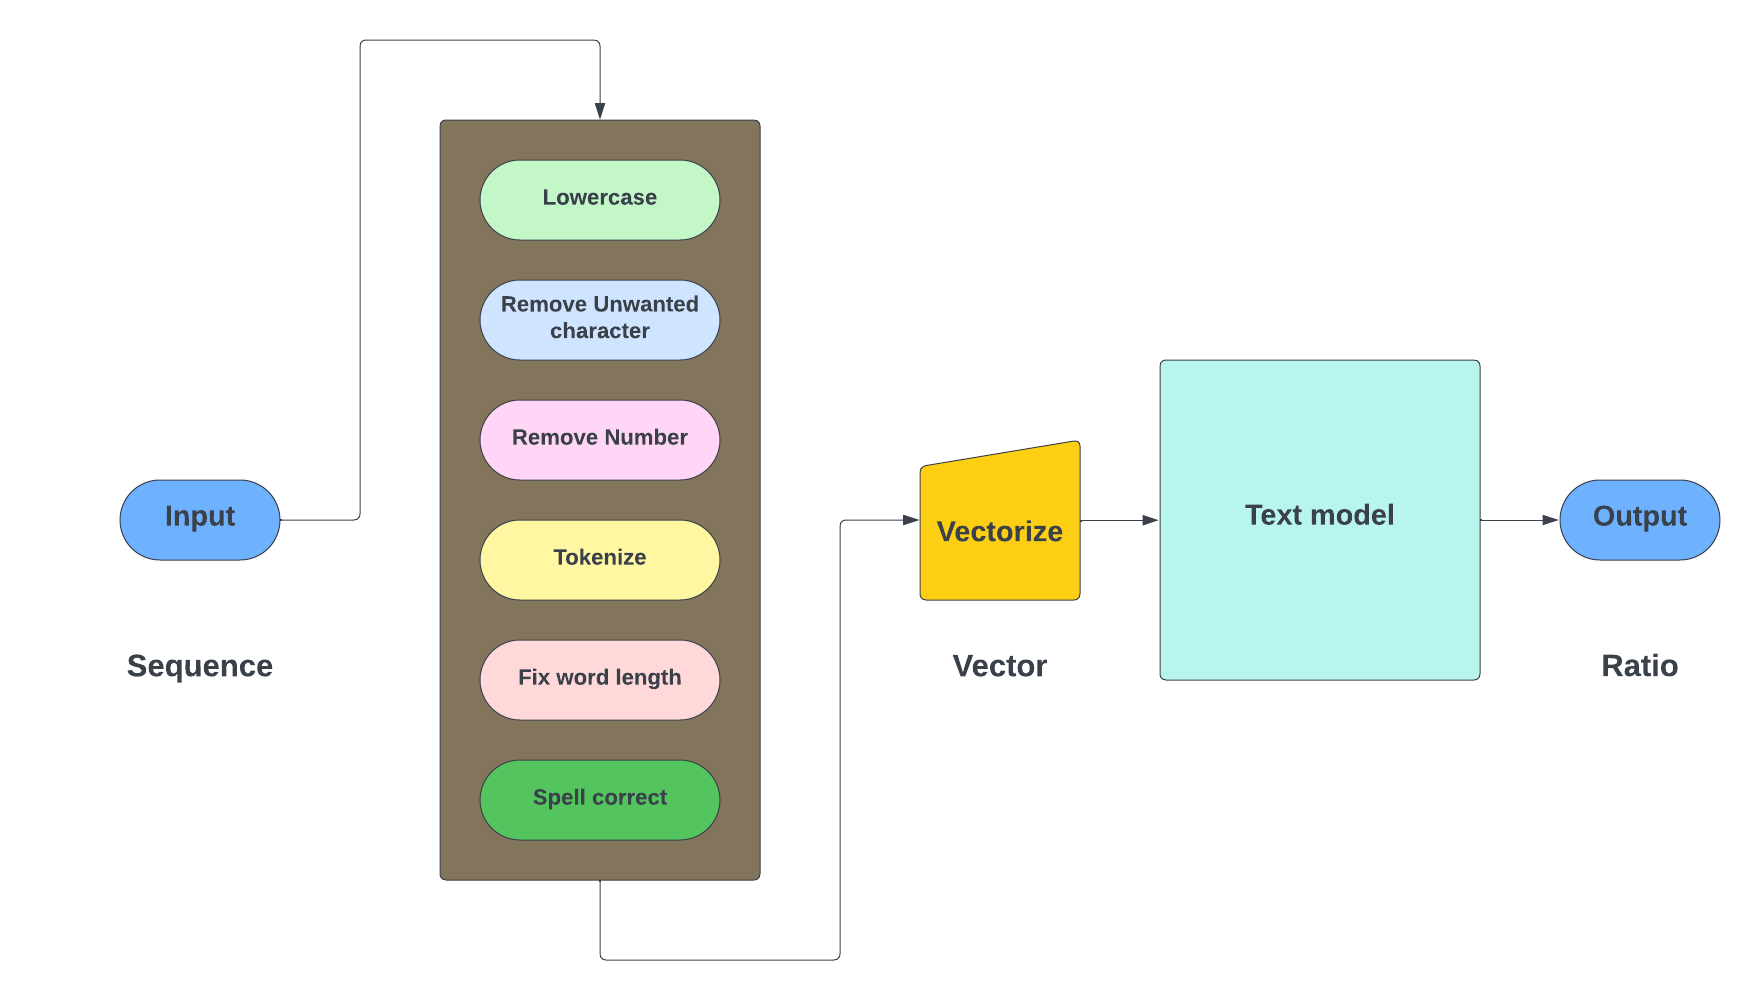 Input
Sequence
Lowercase
Remove Unwanted
character
Remove Number
Tokenize
Fix word length
Spell correct
Vectorize
Vector
Text model
Output
Ratio